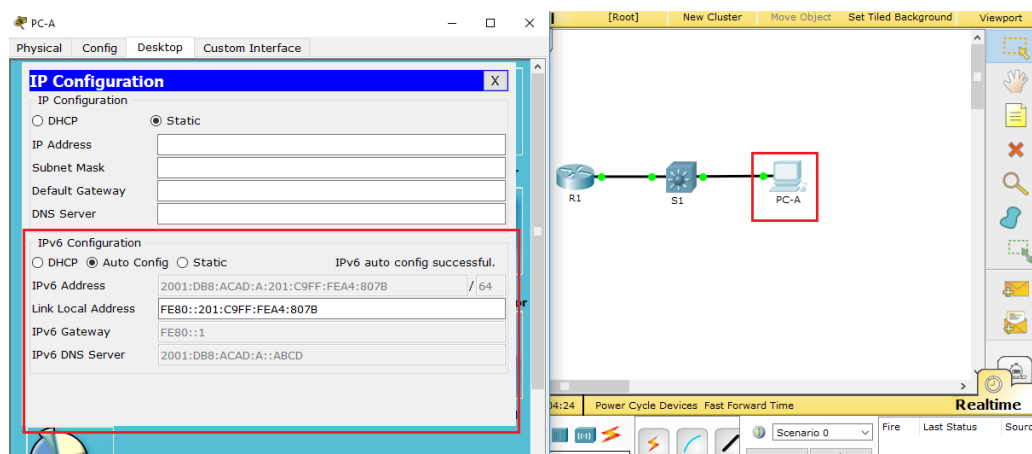 PC-A
Physical Config Desktop Custom Interface
IP Configuration X
IP Configuration
DHCP Static
IP Address
Subnet Mask
Default Gateway
DNS Server
IPv6 Configuration
DHCP Auto Config Static IPv6 auto config successful.
IPv6 Address 2001:DB8:ACAD:A:201:C9FF:FEA4:807B / 64
Link Local Address FE80::201:C9FF:FEA4:807B
IPv6 Gateway FE80::1
IPv6 DNS Server 2001:DB8:ACAD:A::ABCD
[Root] New Cluster Move Object Set Tiled Background Viewport
R1 S1 PC-A
04:24 Power Cycle Devices Fast Forward Time Realtime
Scenario 0 Fire Last Status